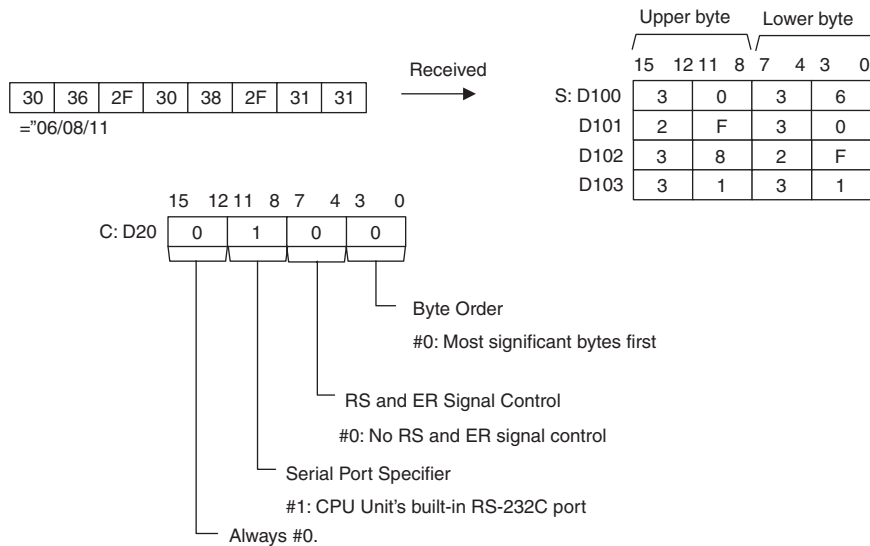 Upper byte Lower byte
15 12 11 8 7 4 3 0
Received
30 36 2F 30 38 2F 31 31
="06/08/11
S: D100 3 0 3 6
D101 2 F 3 0
D102 3 8 2 F
D103 3 1 3 1
15 12 11 8 7 4 3 0
C: D20 0 1 0 0
Byte Order
#0: Most significant bytes first
RS and ER Signal Control
#0: No RS and ER signal control
Serial Port Specifier
#1: CPU Unit's built-in RS-232C port
Always #0.